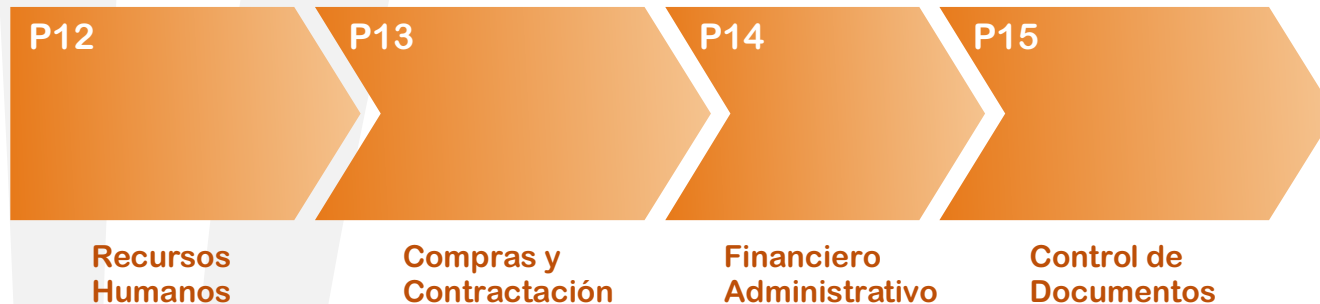 P12
P13
P14
P15
Recursos
Humanos
Compras y
Contractación
Financiero
Administrativo
Control de
Documentos